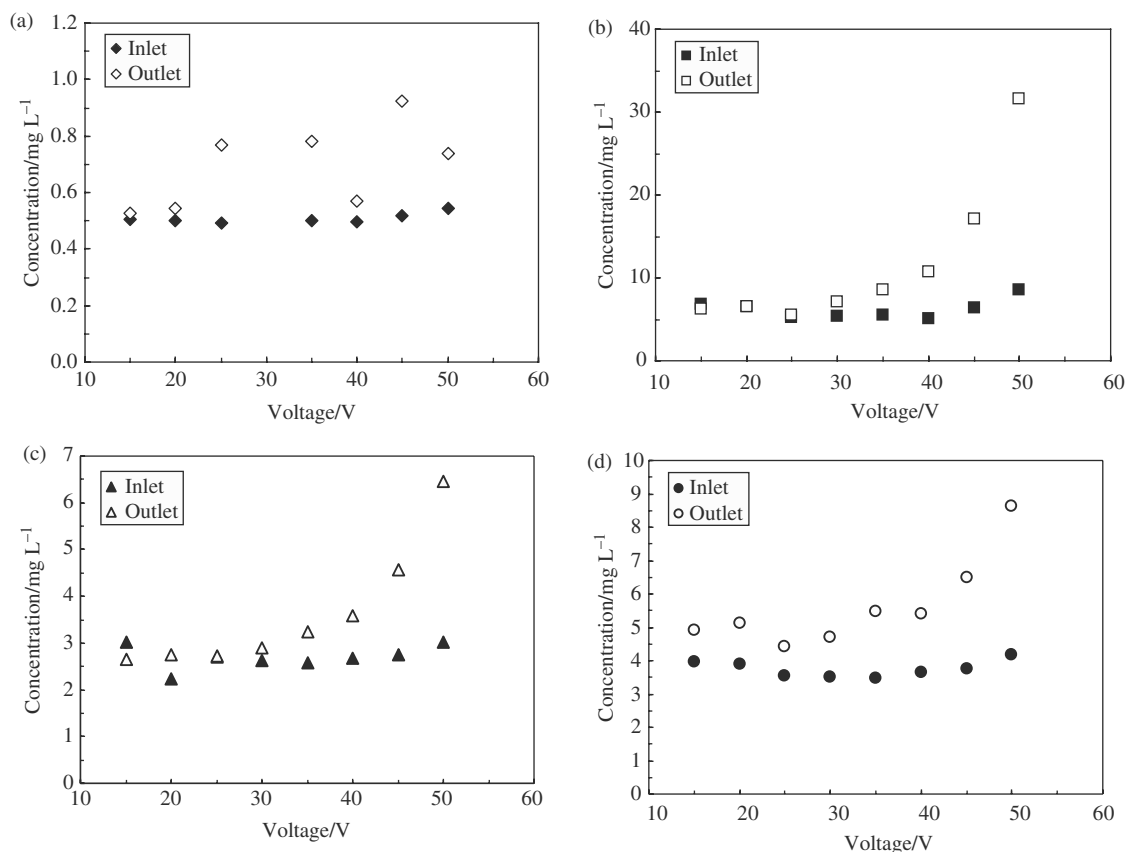 (a)
1.2
1.0
0.8
0.6
0.4
0.2
0.0
Concentration/mg L⁻¹
Inlet
Outlet
10 20 30 40 50 60
Voltage/V
(b)
40
30
20
10
0
Concentration/mg L⁻¹
Inlet
Outlet
10 20 30 40 50 60
Voltage/V
(c)
7
6
5
4
3
2
1
0
Concentration/mg L⁻¹
Inlet
Outlet
10 20 30 40 50 60
Voltage/V
(d)
10
9
8
7
6
5
4
3
2
1
0
Concentration/mg L⁻¹
Inlet
Outlet
10 20 30 40 50 60
Voltage/V